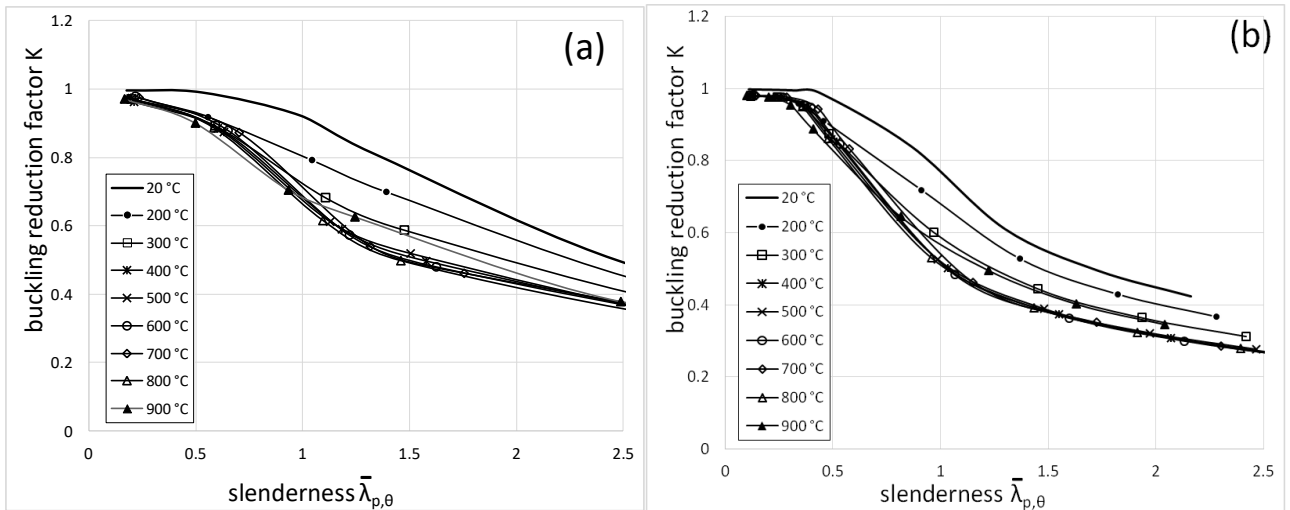 (a)
buckling reduction factor K
1.2
1
0.8
0.6
0.4
0.2
0
20 °C
200 °C
300 °C
400 °C
500 °C
600 °C
700 °C
800 °C
900 °C
0 0.5 1 1.5 2 2.5
slenderness λ̄p,θ
(b)
buckling reduction factor K
1.2
1
0.8
0.6
0.4
0.2
0
20 °C
200 °C
300 °C
400 °C
500 °C
600 °C
700 °C
800 °C
900 °C
0 0.5 1 1.5 2 2.5
slenderness λ̄p,θ